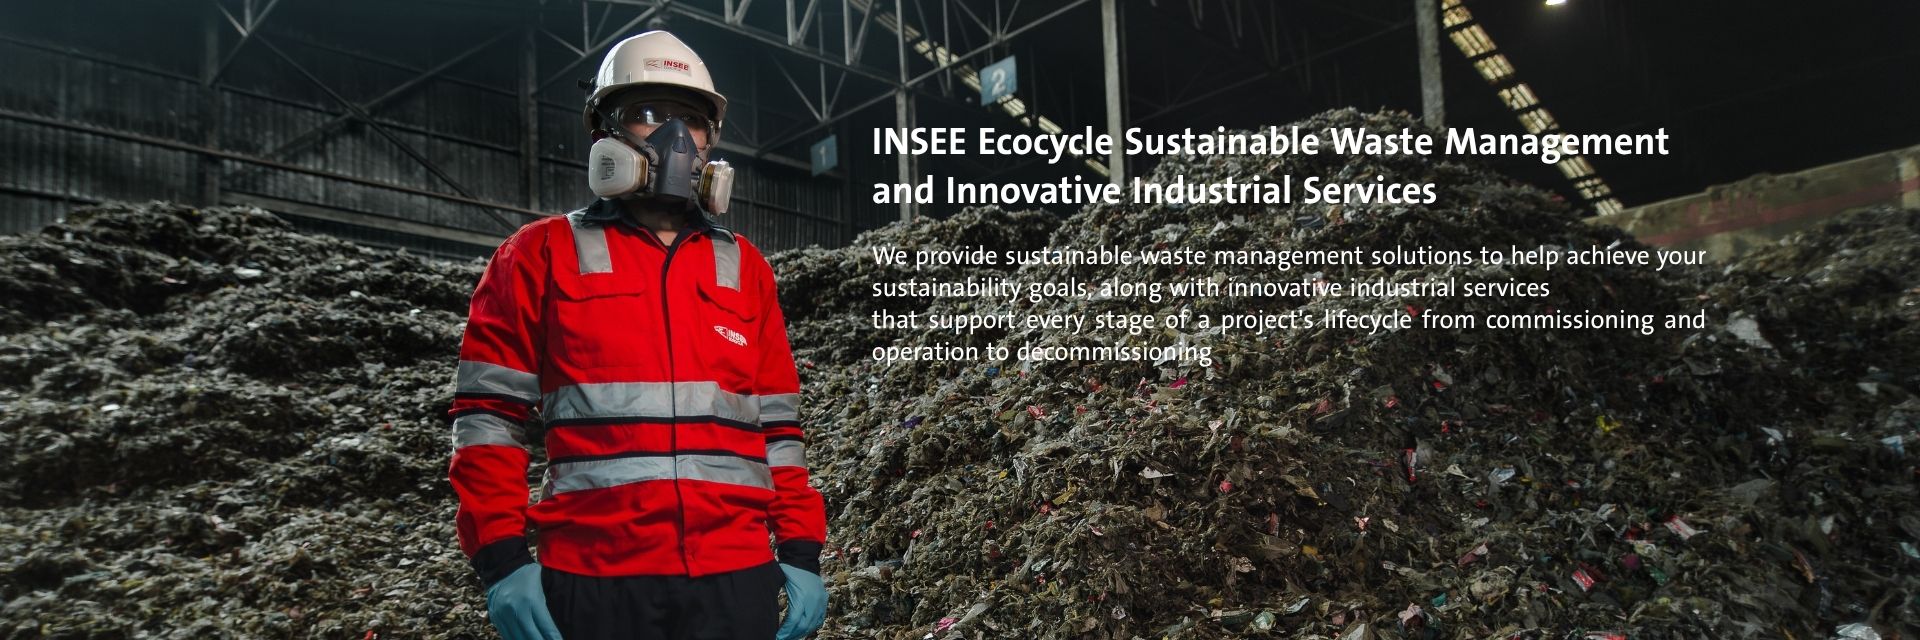 INSEE
2
1
INSEE Ecocycle Sustainable Waste Management
and Innovative Industrial Services
We provide sustainable waste management solutions to help achieve your
sustainability goals, along with innovative industrial services
that support every stage of a project's lifecycle from commissioning and
operation to decommissioning
INSEE